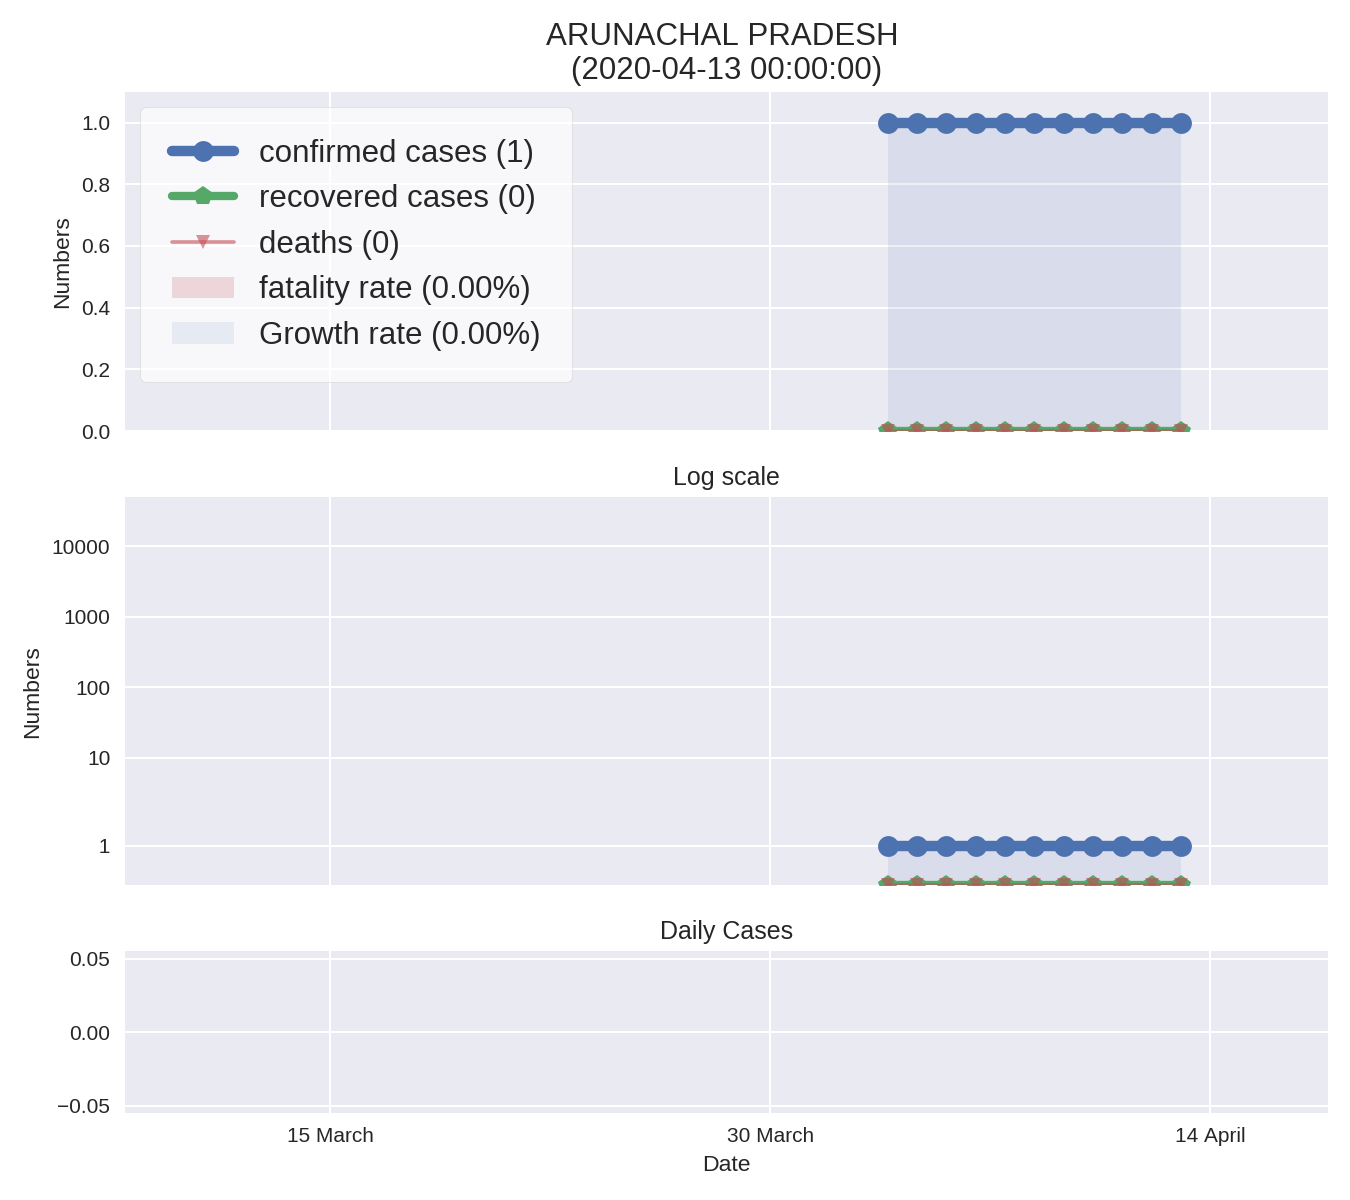 ARUNACHAL PRADESH
(2020-04-13 00:00:00)
1.0
0.8
0.6
0.4
0.2
0.0
Numbers
confirmed cases (1)
recovered cases (0)
deaths (0)
fatality rate (0.00%)
Growth rate (0.00%)
Log scale
10000
1000
100
10
1
Numbers
Daily Cases
0.05
0.00
−0.05
15 March
30 March
14 April
Date